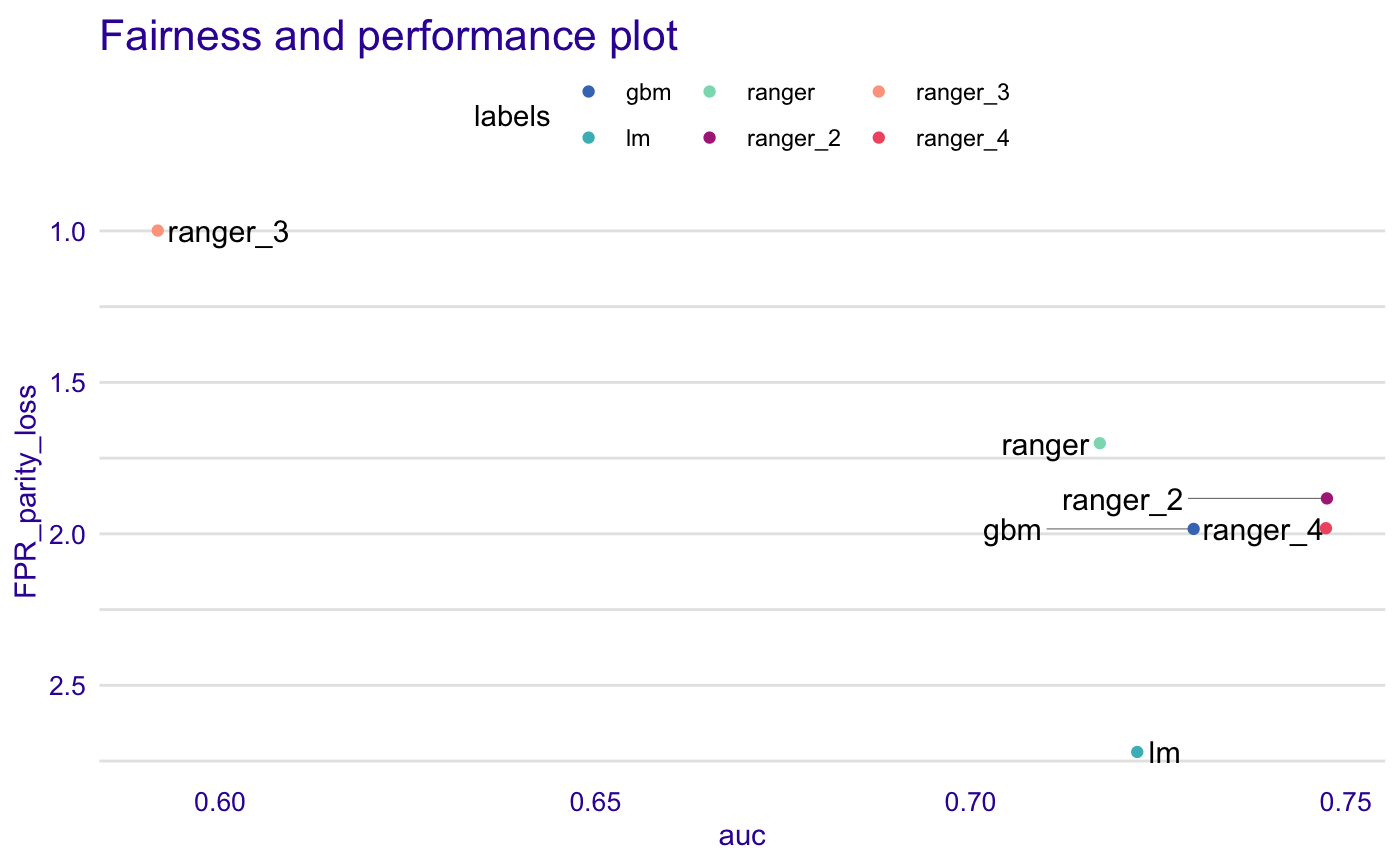 Fairness and performance plot
labels
gbm ranger ranger_3
lm ranger_2 ranger_4
FPR_parity_loss
1.0
1.5
2.0
2.5
ranger_3
ranger
ranger_2
gbm ranger_4
lm
0.60 0.65 0.70 0.75
auc